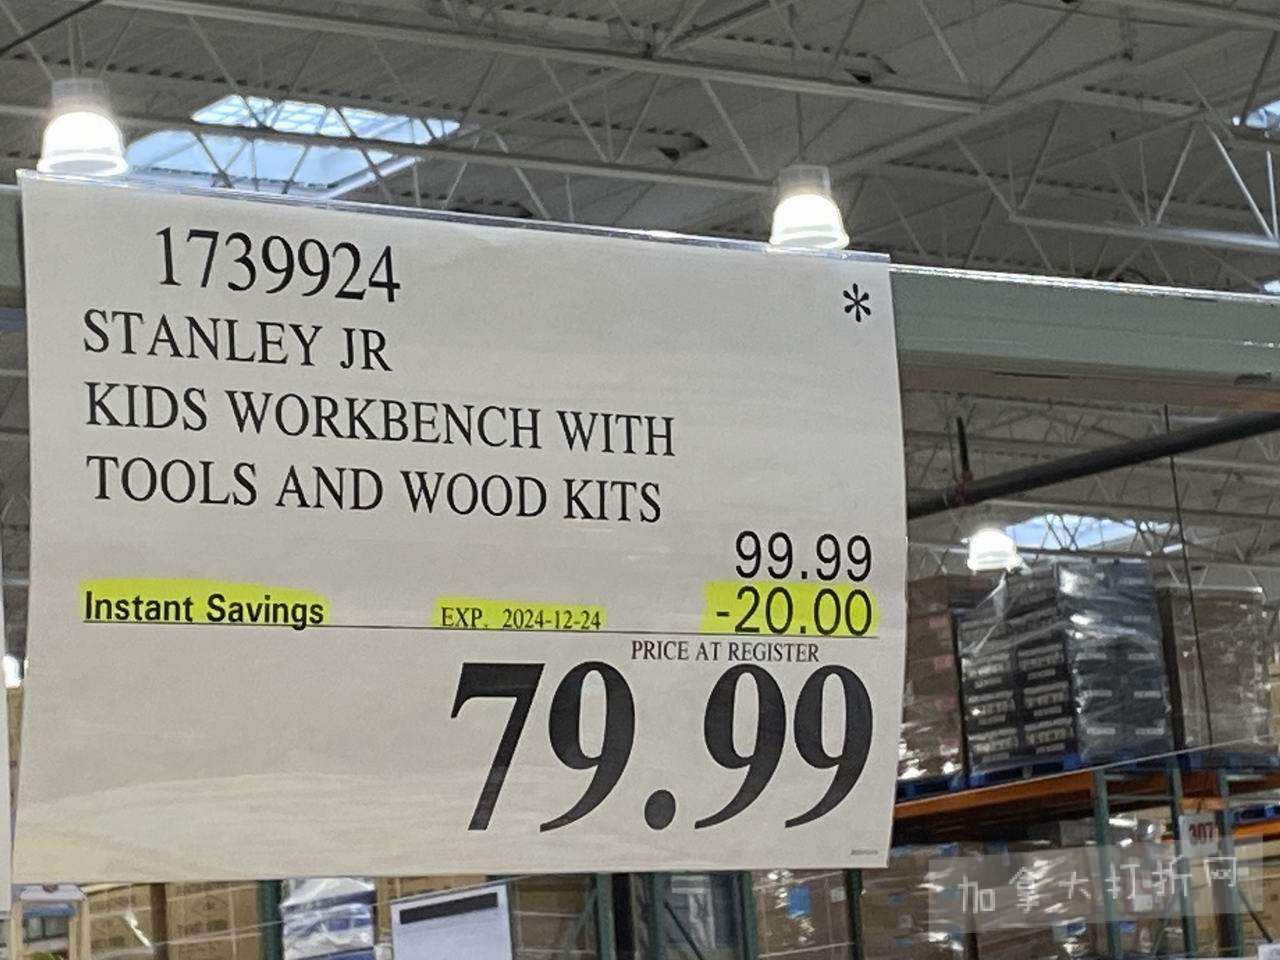 1739924
*
STANLEY JR
KIDS WORKBENCH WITH
TOOLS AND WOOD KITS
99.99
Instant Savings EXP. 2024-12-24 -20.00
PRICE AT REGISTER
79.99
307
加拿大打折网